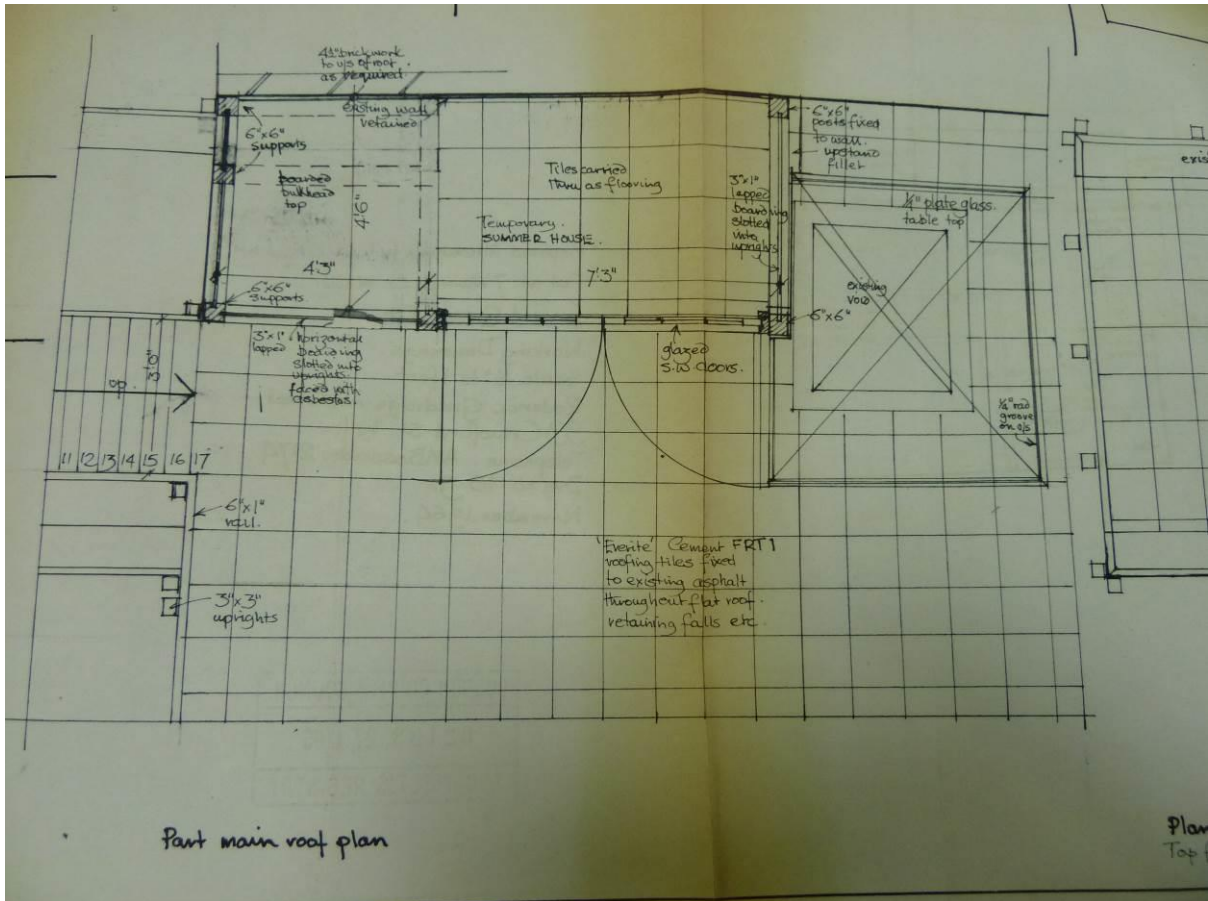 4½" brickwork
to u/s of roof.
as required.
existing wall
retained
6"x6"
supports
boarded
bulkhead
top
4'6"
4'3"
6"x6"
supports
Tiles carried
thru as flooring
Temporary.
SUMMER HOUSE.
7'3"
3"x1"
lapped
boarding
slotted
into
uprights
6"x6"
posts fixed
to wall.
upstand
fillet
¼" plate glass
table top
existing
void
6"x6"
¼" rad
groove
on u/s
exis
3"x1"
lapped
horizontal
boarding
slotted into
uprights
faced with
asbestos.
glazed
s.w. doors.
3'0"
11 12 13 14 15 16 17
6"x1"
rail.
3"x3"
uprights
'Everite' Cement FRT1
roofing tiles fixed
to existing asphalt
throughout flat roof.
retaining falls etc.
Part main roof plan
Plan
Top